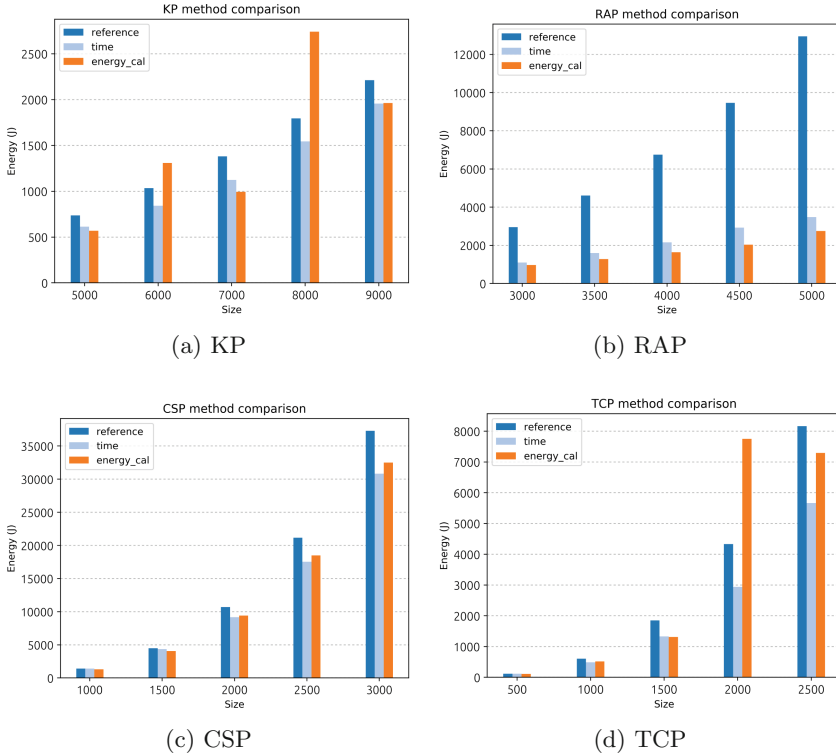 KP method comparison
reference
time
energy_cal
Energy (J)
2500
2000
1500
1000
500
0
5000 6000 7000 8000 9000
Size
(a) KP
RAP method comparison
reference
time
energy_cal
Energy (J)
12000
10000
8000
6000
4000
2000
0
3000 3500 4000 4500 5000
Size
(b) RAP
CSP method comparison
reference
time
energy_cal
Energy (J)
35000
30000
25000
20000
15000
10000
5000
0
1000 1500 2000 2500 3000
Size
(c) CSP
TCP method comparison
reference
time
energy_cal
Energy (J)
8000
7000
6000
5000
4000
3000
2000
1000
0
500 1000 1500 2000 2500
Size
(d) TCP